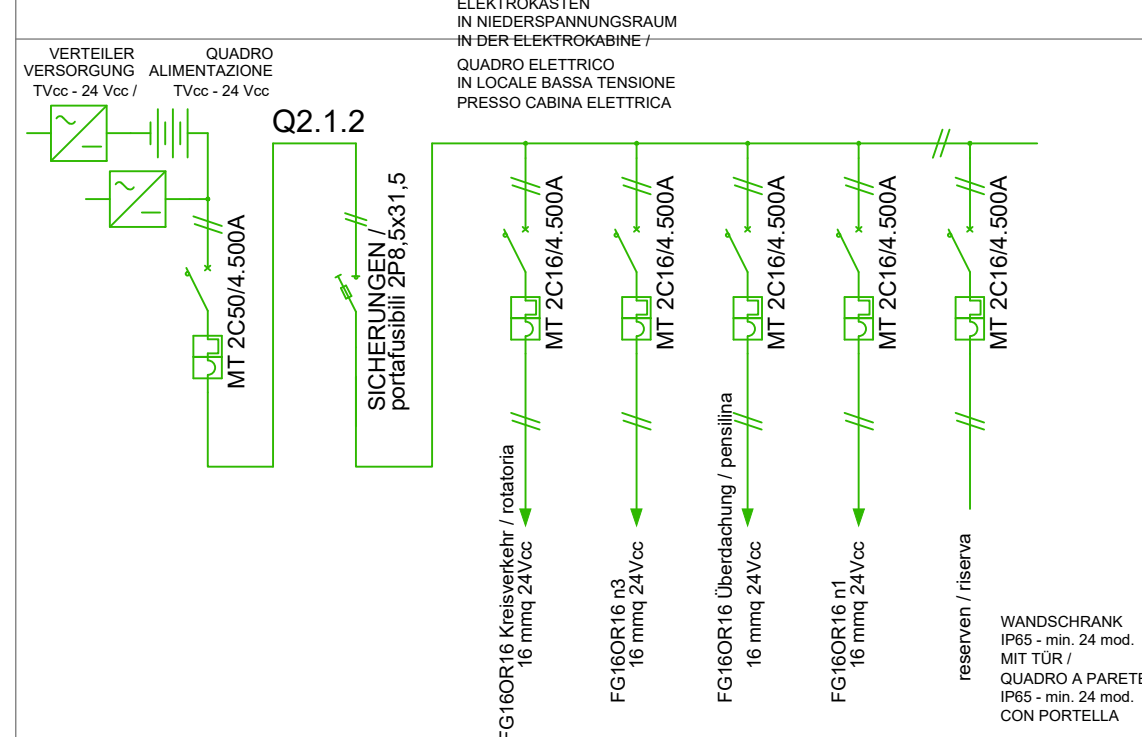 ELEKTROKASTEN
IN NIEDERSPANNUNGSRAUM
IN DER ELEKTROKABINE /
QUADRO ELETTRICO
IN LOCALE BASSA TENSIONE
PRESSO CABINA ELETTRICA
VERTEILER
VERSORGUNG
TVcc - 24 Vcc /
QUADRO
ALIMENTAZIONE
TVcc - 24 Vcc
Q2.1.2
MT 2C50/4.500A
SICHERUNGEN /
portafusibili 2P8,5x31,5
MT 2C16/4.500A
MT 2C16/4.500A
MT 2C16/4.500A
MT 2C16/4.500A
MT 2C16/4.500A
FG16OR16 Kreisverkehr / rotatoria
16 mmq 24Vcc
FG16OR16 n3
16 mmq 24Vcc
FG16OR16 Überdachung / pensilina
16 mmq 24Vcc
FG16OR16 n1
16 mmq 24Vcc
reserven / riserva
WANDSCHRANK
IP65 - min. 24 mod.
MIT TÜR /
QUADRO A PARETE
IP65 - min. 24 mod.
CON PORTELLA